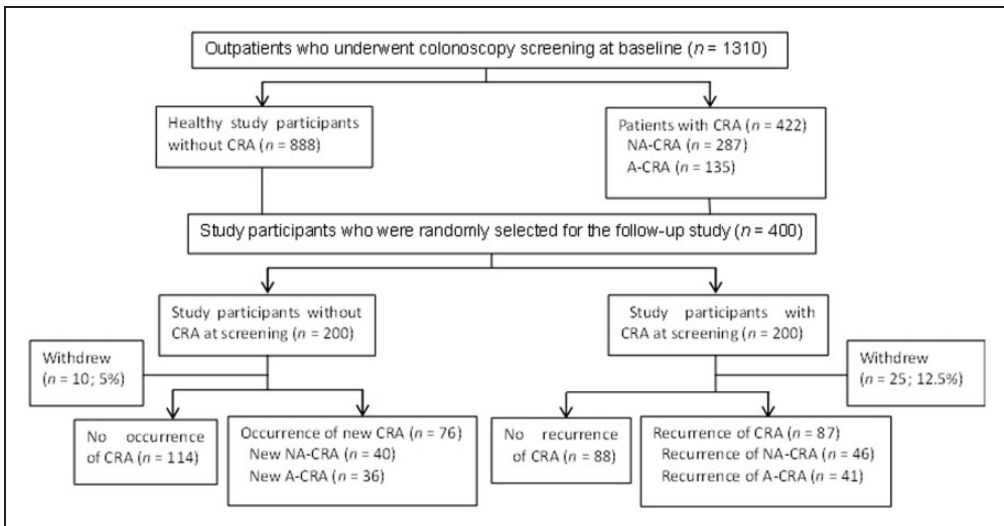 Outpatients who underwent colonoscopy screening at baseline (n = 1310)
Healthy study participants
without CRA (n = 888)
Patients with CRA (n = 422)
NA-CRA (n = 287)
A-CRA (n = 135)
Study participants who were randomly selected for the follow-up study (n = 400)
Study participants without
CRA at screening (n = 200)
Study participants with
CRA at screening (n = 200)
Withdrew
(n = 10; 5%)
Withdrew
(n = 25; 12.5%)
No occurrence
of CRA (n = 114)
Occurrence of new CRA (n = 76)
New NA-CRA (n = 40)
New A-CRA (n = 36)
No recurrence
of CRA (n = 88)
Recurrence of CRA (n = 87)
Recurrence of NA-CRA (n = 46)
Recurrence of A-CRA (n = 41)